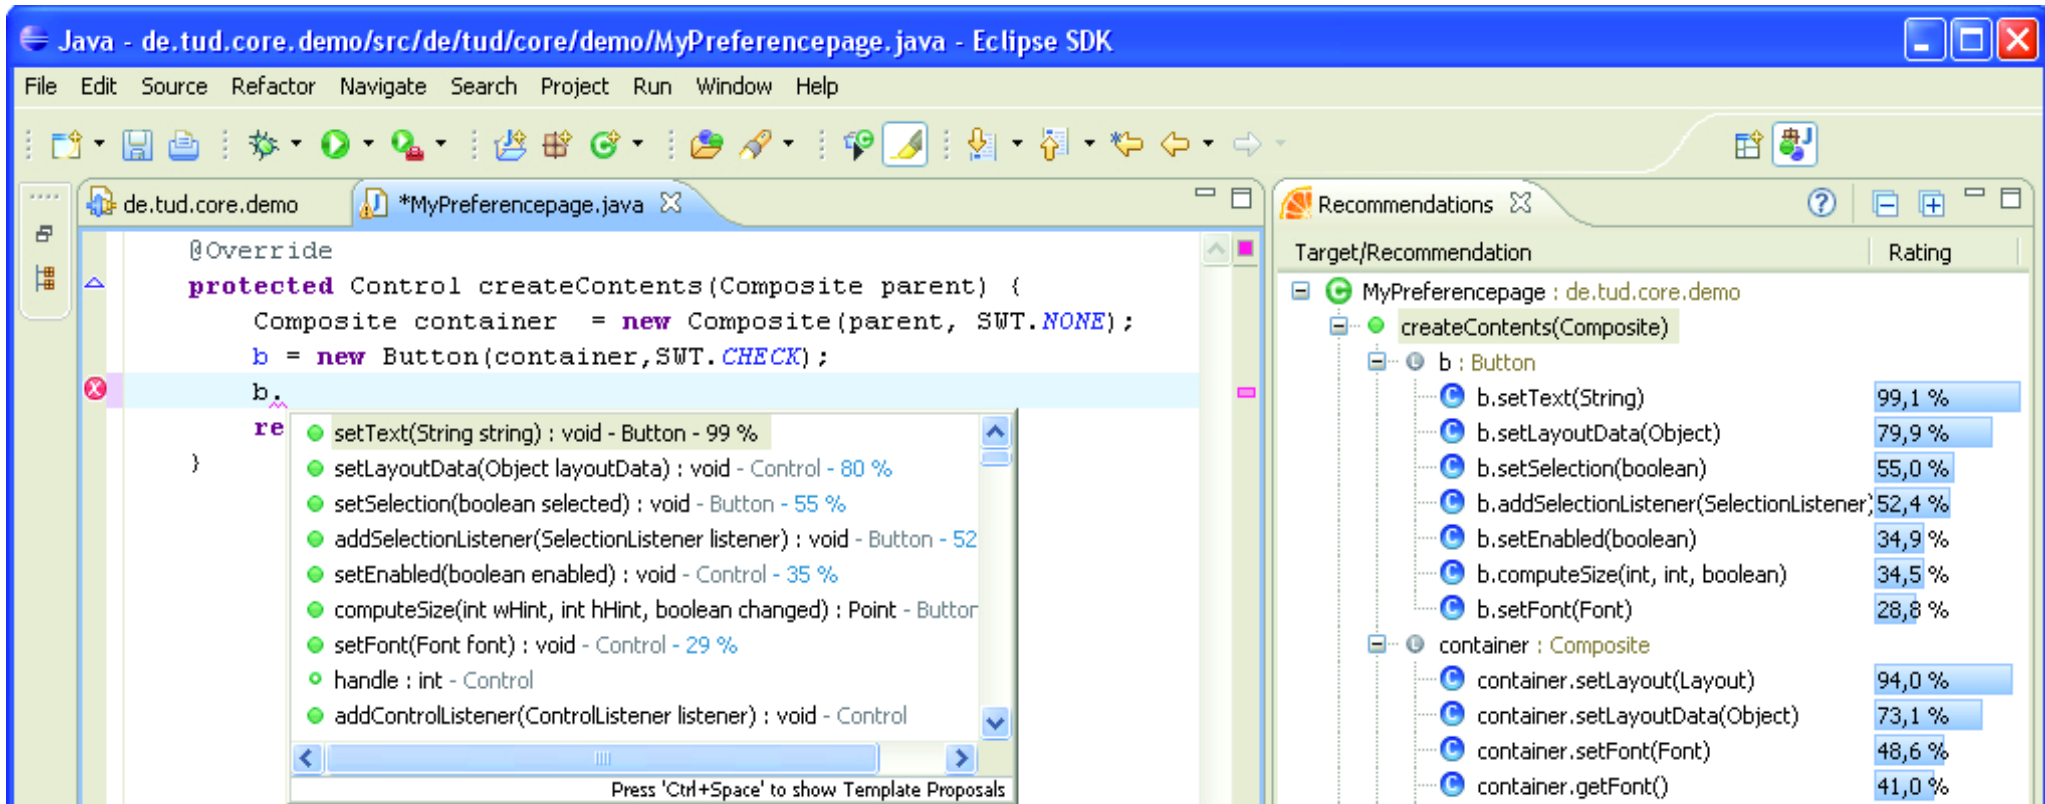 Java - de.tud.core.demo/src/de/tud/core/demo/MyPreferencepage.java - Eclipse SDK
File Edit Source Refactor Navigate Search Project Run Window Help
de.tud.core.demo *MyPreferencepage.java
@Override
protected Control createContents(Composite parent) {
Composite container = new Composite(parent, SWT.NONE);
b = new Button(container,SWT.CHECK);
b.
re
}
setText(String string) : void - Button - 99 %
setLayoutData(Object layoutData) : void - Control - 80 %
setSelection(boolean selected) : void - Button - 55 %
addSelectionListener(SelectionListener listener) : void - Button - 52
setEnabled(boolean enabled) : void - Control - 35 %
computeSize(int wHint, int hHint, boolean changed) : Point - Button
setFont(Font font) : void - Control - 29 %
handle : int - Control
addControlListener(ControlListener listener) : void - Control
Press 'Ctrl+Space' to show Template Proposals
Recommendations
Target/Recommendation Rating
MyPreferencepage : de.tud.core.demo
createContents(Composite)
b : Button
b.setText(String) 99,1 %
b.setLayoutData(Object) 79,9 %
b.setSelection(boolean) 55,0 %
b.addSelectionListener(SelectionListener) 52,4 %
b.setEnabled(boolean) 34,9 %
b.computeSize(int, int, boolean) 34,5 %
b.setFont(Font) 28,8 %
container : Composite
container.setLayout(Layout) 94,0 %
container.setLayoutData(Object) 73,1 %
container.setFont(Font) 48,6 %
container.getFont() 41,0 %